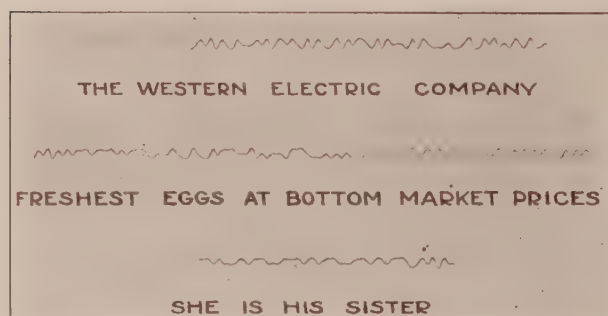 THE WESTERN ELECTRIC COMPANY
FRESHEST EGGS AT BOTTOM MARKET PRICES
SHE IS HIS SISTER